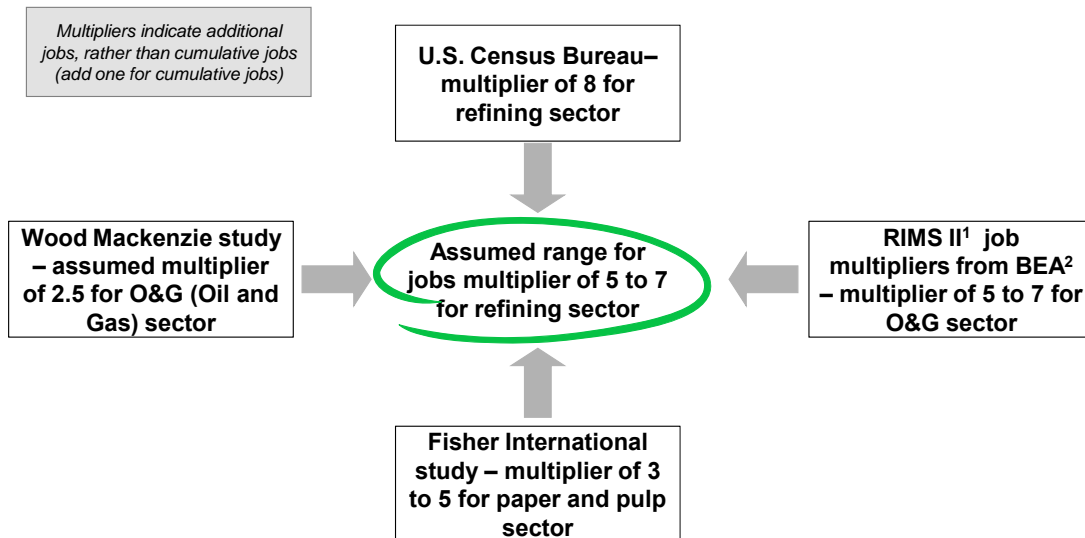 Multipliers indicate additional
jobs, rather than cumulative jobs
(add one for cumulative jobs)
U.S. Census Bureau–
multiplier of 8 for
refining sector
Wood Mackenzie study
– assumed multiplier
of 2.5 for O&G (Oil and
Gas) sector
Assumed range for
jobs multiplier of 5 to 7
for refining sector
RIMS II¹ job
multipliers from BEA²
– multiplier of 5 to 7 for
O&G sector
Fisher International
study – multiplier of 3
to 5 for paper and pulp
sector